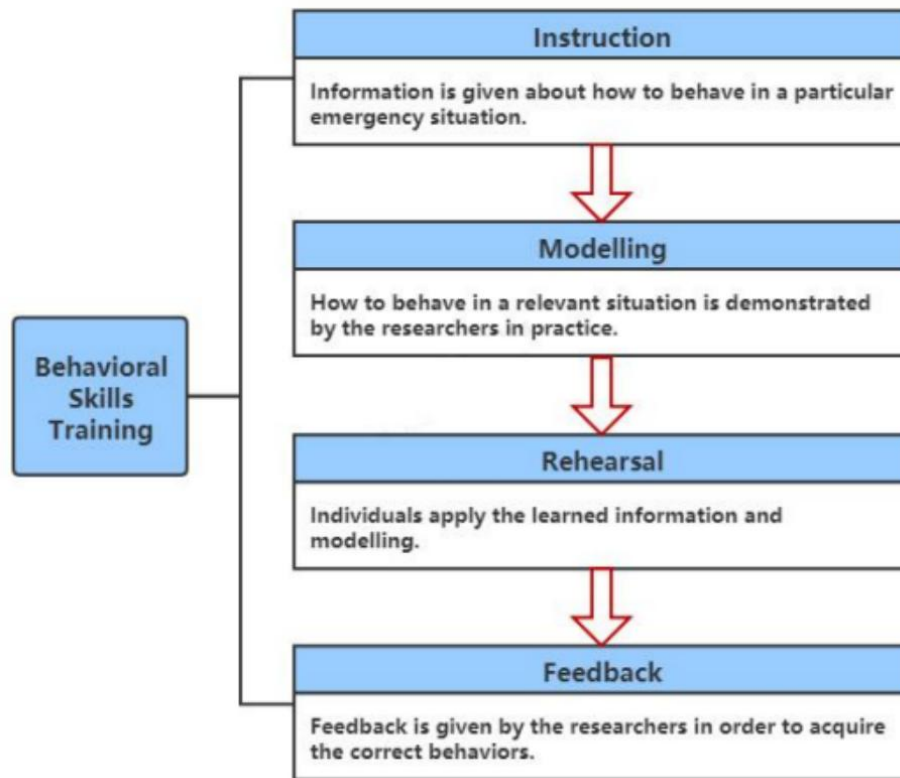 Instruction
Information is given about how to behave in a particular
emergency situation.
Modelling
How to behave in a relevant situation is demonstrated
by the researchers in practice.
Behavioral
Skills
Training
Rehearsal
Individuals apply the learned information and
modelling.
Feedback
Feedback is given by the researchers in order to acquire
the correct behaviors.